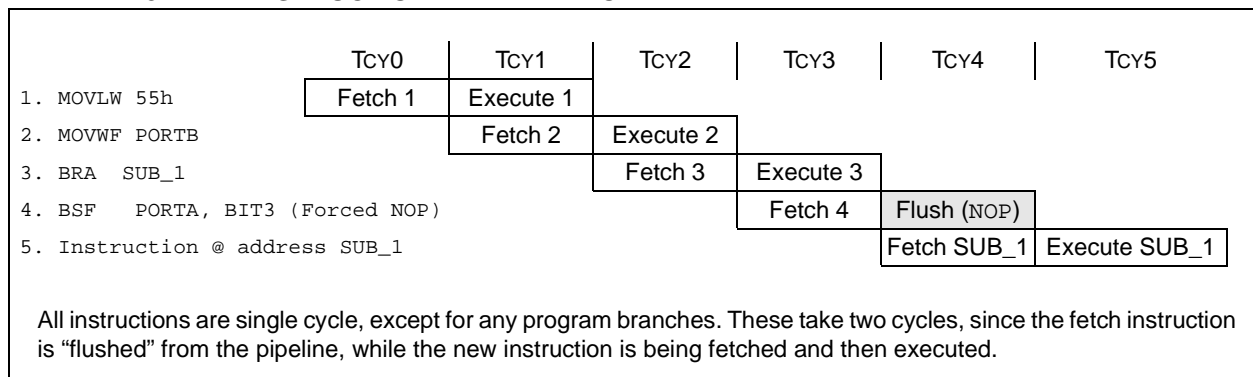 TCY0 TCY1 TCY2 TCY3 TCY4 TCY5
1. MOVLW 55h Fetch 1 Execute 1
2. MOVWF PORTB Fetch 2 Execute 2
3. BRA SUB_1 Fetch 3 Execute 3
4. BSF PORTA, BIT3 (Forced NOP) Fetch 4 Flush (NOP)
5. Instruction @ address SUB_1 Fetch SUB_1 Execute SUB_1
All instructions are single cycle, except for any program branches. These take two cycles, since the fetch instruction
is “flushed” from the pipeline, while the new instruction is being fetched and then executed.